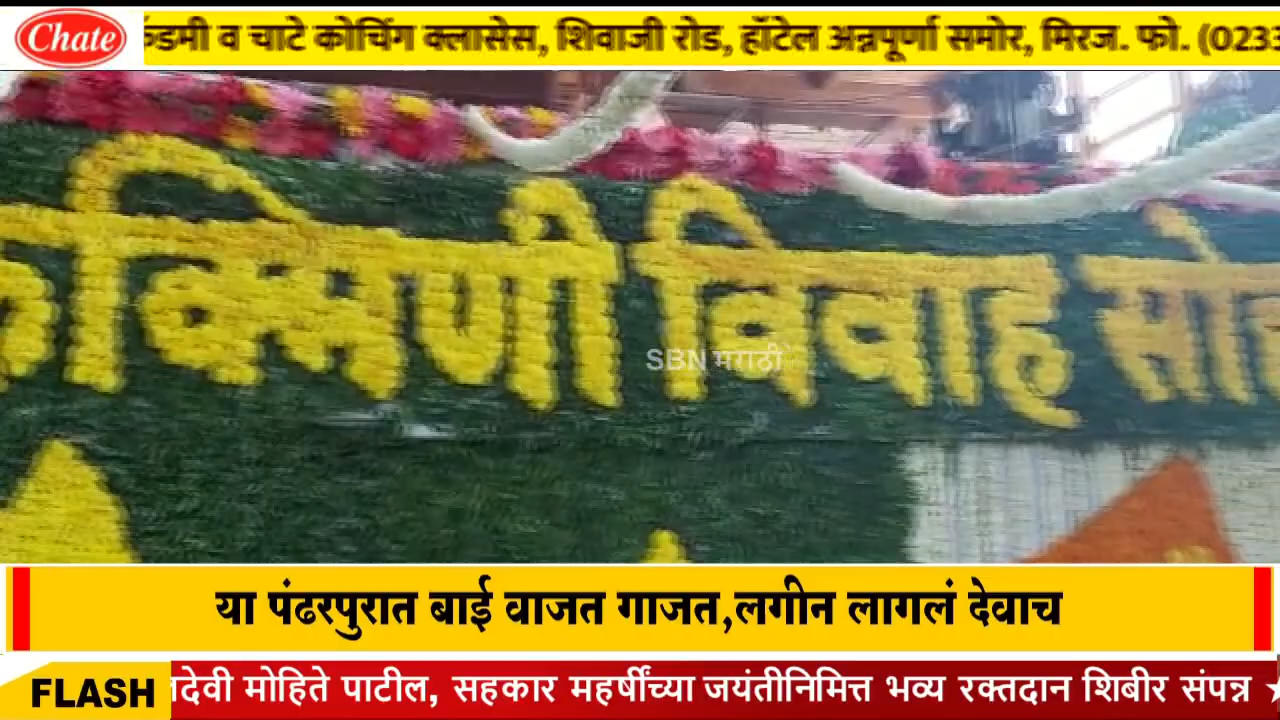 Chate
व चाटे कोचिंग क्लासेस, शिवाजी रोड, हॉटेल अन्नपूर्णा समोर, मिरज. फो. (0233
क्मिणी विवाह सो
SBN मराठी
या पंढरपुरात बाई वाजत गाजत,लगीन लागलं देवाच
FLASH
मोहिते पाटील, सहकार महर्षींच्या जयंतीनिमित्त भव्य रक्तदान शिबीर संपन्न